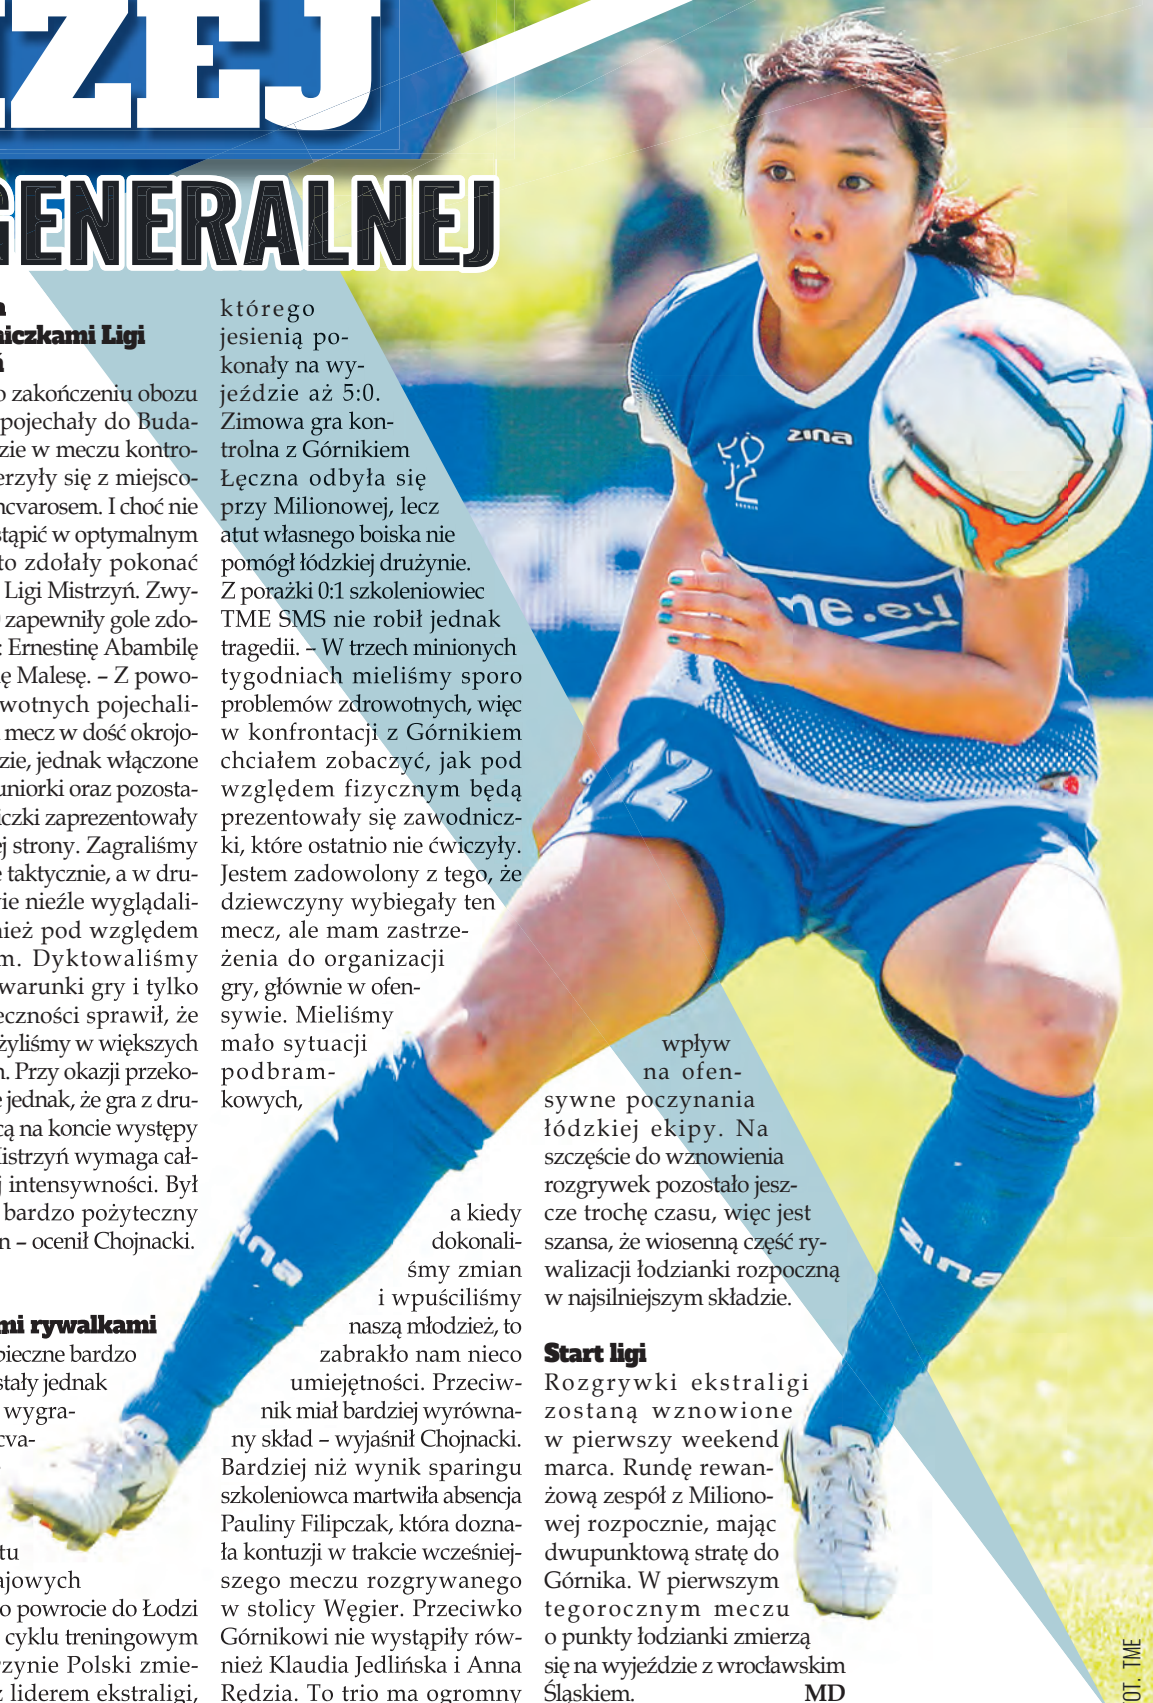 ZEJ
GENERALNEJ
niczkami Ligi
o zakończeniu obozu
pojechały do Buda-
zie w meczu kontro-
erzyły się z miejsco-
ncvarosem. I choć nie
stąpić w optymalnym
to zdołały pokonać
Ligi Mistrzyń. Zwy-
zapewniły gole zdo-
: Ernestinę Abambilę
ę Malesę. – Z powo-
wotnych pojechali-
mecz w dość okrojo-
zie, jednak włączone
uniorki oraz pozosta-
iczki zaprezentowały
ej strony. Zagraliśmy
e taktycznie, a w dru-
ie nieźle wyglądali-
ież pod względem
m. Dyktowaliśmy
warunki gry i tylko
eczności sprawił, że
żyliśmy w większych
n. Przy okazji przeko-
e jednak, że gra z dru-
cą na koncie występy
Mistrzyń wymaga cał-
j intensywności. Był
bardzo pożyteczny
n – ocenił Chojnacki.
mi rywalkami
pieczne bardzo
stały jednak
wygra-
cva-
tu
ajowych
o powrocie do Łodzi
cyklu treningowym
rzynie Polski zmie-
z liderem ekstraligi,
którego
jesienią po-
konały na wy-
jeździe aż 5:0.
Zimowa gra kon-
trolna z Górnikiem
Łęczna odbyła się
przy Milionowej, lecz
atut własnego boiska nie
pomógł łódzkiej drużynie.
Z porażki 0:1 szkoleniowiec
TME SMS nie robił jednak
tragedii. – W trzech minionych
tygodniach mieliśmy sporo
problemów zdrowotnych, więc
w konfrontacji z Górnikiem
chciałem zobaczyć, jak pod
względem fizycznym będą
prezentowały się zawodnicz-
ki, które ostatnio nie ćwiczyły.
Jestem zadowolony z tego, że
dziewczyny wybiegały ten
mecz, ale mam zastrze-
żenia do organizacji
gry, głównie w ofen-
sywie. Mieliśmy
mało sytuacji
podbram-
kowych,
a kiedy
dokonali-
śmy zmian
i wpuściliśmy
naszą młodzież, to
zabrakło nam nieco
umiejętności. Przeciw-
nik miał bardziej wyrówna-
ny skład – wyjaśnił Chojnacki.
Bardziej niż wynik sparingu
szkoleniowca martwiła absencja
Pauliny Filipczak, która dozna-
ła kontuzji w trakcie wcześniej-
szego meczu rozgrywanego
w stolicy Węgier. Przeciwko
Górnikowi nie wystąpiły rów-
nież Klaudia Jedlińska i Anna
Rędzia. To trio ma ogromny
wpływ
na ofen-
sywne poczynania
łódzkiej ekipy. Na
szczęście do wznowienia
rozgrywek pozostało jesz-
cze trochę czasu, więc jest
szansa, że wiosenną część ry-
walizacji łodzianki rozpoczną
w najsilniejszym składzie.
Start ligi
Rozgrywki ekstraligi
zostaną wznowione
w pierwszy weekend
marca. Rundę rewan-
żową zespół z Miliono-
wej rozpocznie, mając
dwupunktową stratę do
Górnika. W pierwszym
tegorocznym meczu
o punkty łodzianki zmierzą
się na wyjeździe z wrocławskim
Śląskiem. MD
zina
me.eu
12
zina
zina
OT. TME